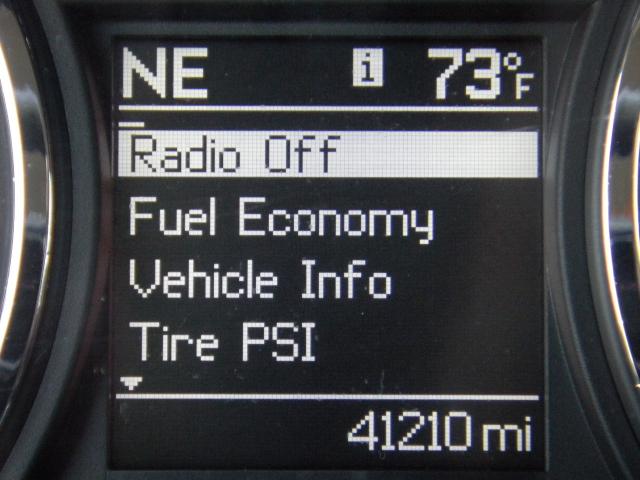 NE i 73°F
Radio Off
Fuel Economy
Vehicle Info
Tire PSI
41210 mi